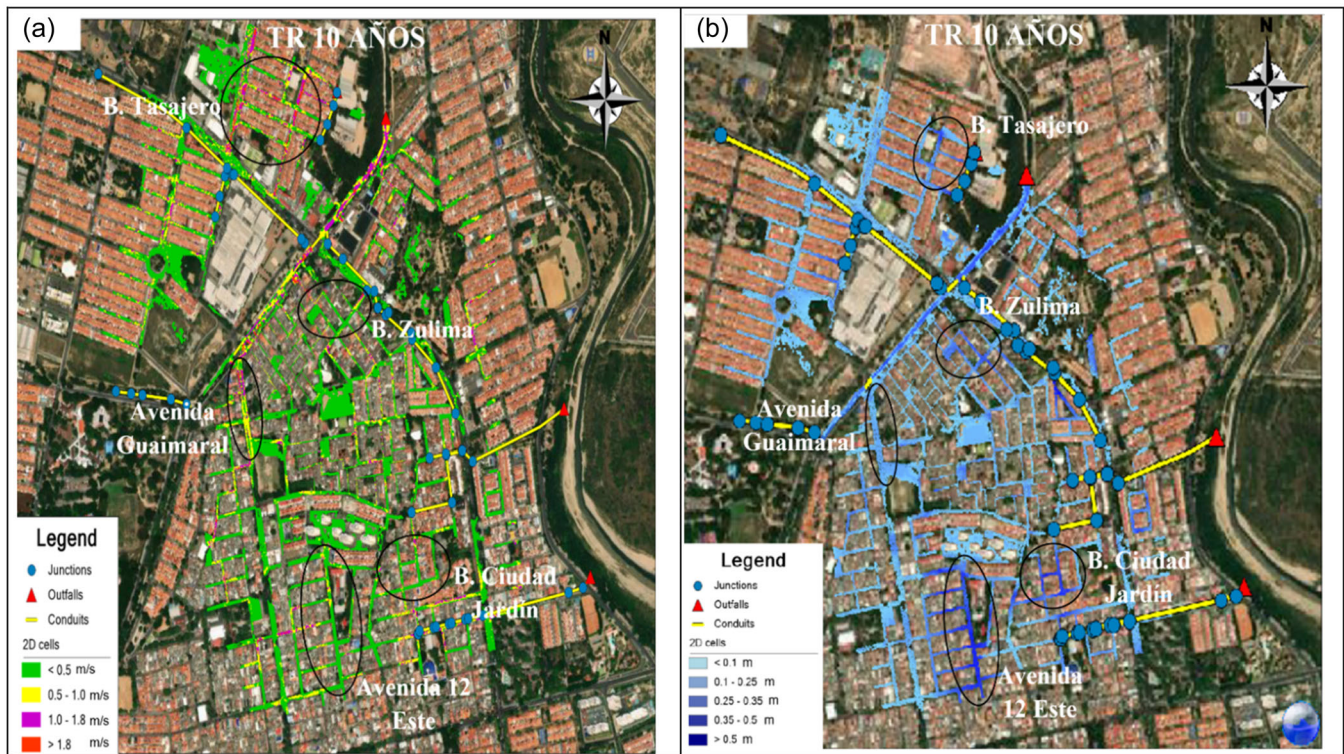 (a)
TR 10 AÑOS
N
B. Tasajero
B. Zulima
Avenida
Guaimaral
B. Ciudad
Jardín
Avenida 12
Este
Legend
Junctions
Outfalls
Conduits
2D cells
< 0.5 m/s
0.5 - 1.0 m/s
1.0 - 1.8 m/s
> 1.8 m/s
(b)
TR 10 AÑOS
N
B. Tasajero
B. Zulima
Avenida
Guaimaral
B. Ciudad
Jardín
Avenida
12 Este
Legend
Junctions
Outfalls
Conduits
2D cells
< 0.1 m
0.1 - 0.25 m
0.25 - 0.35 m
0.35 - 0.5 m
> 0.5 m